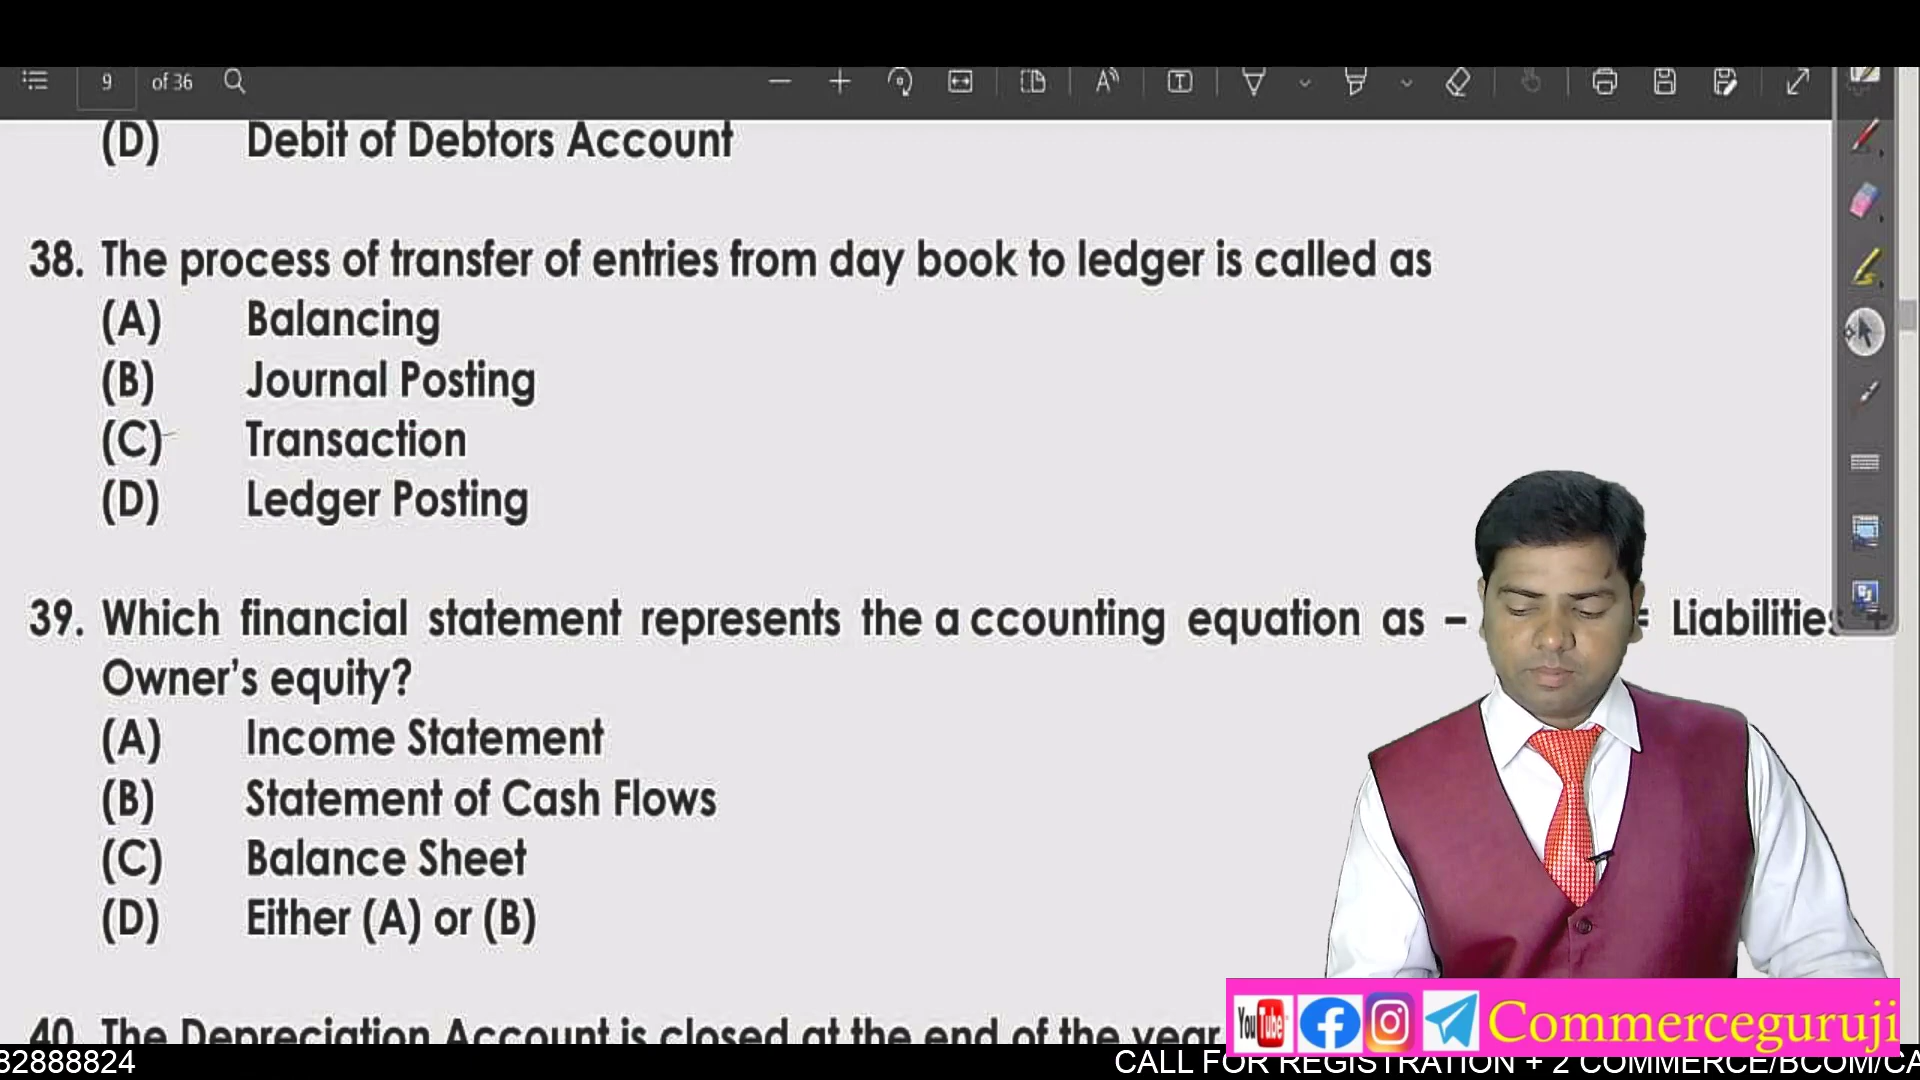 9 of 36
(D) Debit of Debtors Account
38. The process of transfer of entries from day book to ledger is called as
(A) Balancing
(B) Journal Posting
(C) Transaction
(D) Ledger Posting
39. Which financial statement represents the a ccounting equation as – = Liabilities +
Owner's equity?
(A) Income Statement
(B) Statement of Cash Flows
(C) Balance Sheet
(D) Either (A) or (B)
40. The Depreciation Account is closed at the end of the year
You Tube Commerceguruji
82888824 CALL FOR REGISTRATION + 2 COMMERCE/BCOM/CA